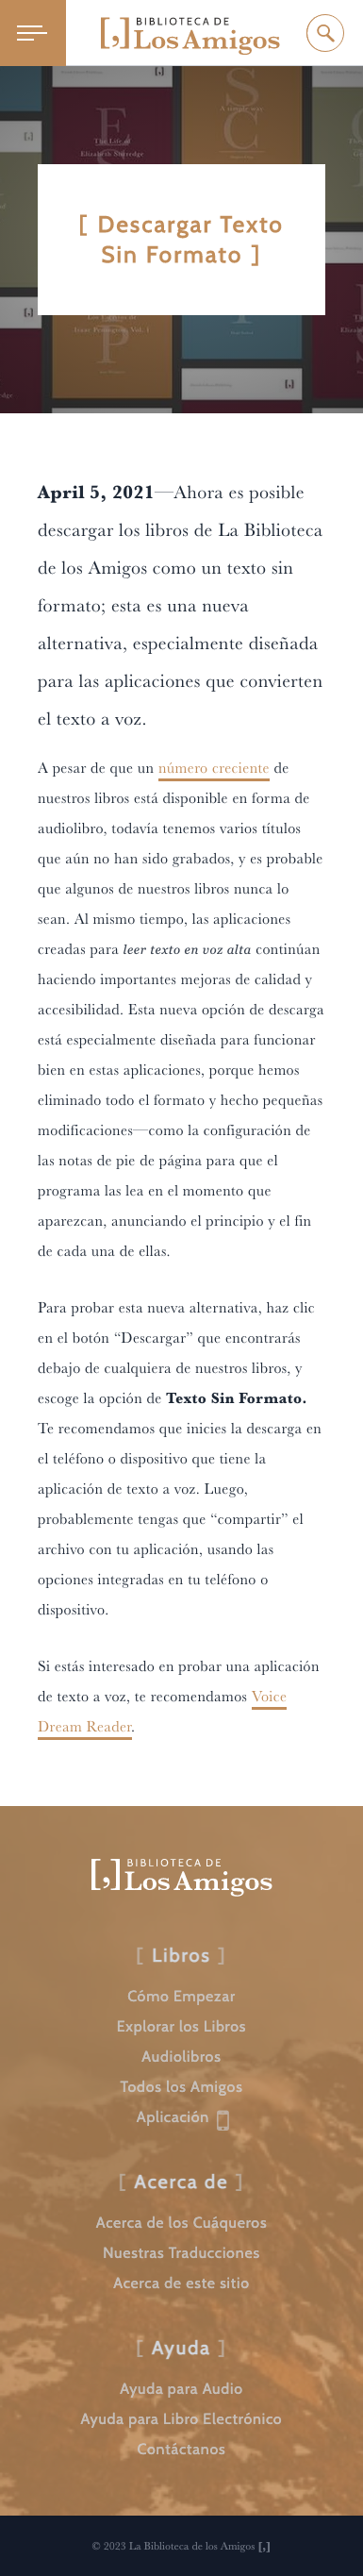 BIBLIOTECA DE
[,] Los Amigos
A simple way
The Life of
Elizabeth Ashbridge
[ Descargar Texto
Sin Formato ]
Isaac Penington, Vol. 1
April 5, 2021—Ahora es posible
descargar los libros de La Biblioteca
de los Amigos como un texto sin
formato; esta es una nueva
alternativa, especialmente diseñada
para las aplicaciones que convierten
el texto a voz.
A pesar de que un número creciente de
nuestros libros está disponible en forma de
audiolibro, todavía tenemos varios títulos
que aún no han sido grabados, y es probable
que algunos de nuestros libros nunca lo
sean. Al mismo tiempo, las aplicaciones
creadas para leer texto en voz alta continúan
haciendo importantes mejoras de calidad y
accesibilidad. Esta nueva opción de descarga
está especialmente diseñada para funcionar
bien en estas aplicaciones, porque hemos
eliminado todo el formato y hecho pequeñas
modificaciones—como la configuración de
las notas de pie de página para que el
programa las lea en el momento que
aparezcan, anunciando el principio y el fin
de cada una de ellas.
Para probar esta nueva alternativa, haz clic
en el botón “Descargar” que encontrarás
debajo de cualquiera de nuestros libros, y
escoge la opción de Texto Sin Formato.
Te recomendamos que inicies la descarga en
el teléfono o dispositivo que tiene la
aplicación de texto a voz. Luego,
probablemente tengas que “compartir” el
archivo con tu aplicación, usando las
opciones integradas en tu teléfono o
dispositivo.
Si estás interesado en probar una aplicación
de texto a voz, te recomendamos Voice
Dream Reader.
BIBLIOTECA DE
[,] Los Amigos
[ Libros ]
Cómo Empezar
Explorar los Libros
Audiolibros
Todos los Amigos
Aplicación
[ Acerca de ]
Acerca de los Cuáqueros
Nuestras Traducciones
Acerca de este sitio
[ Ayuda ]
Ayuda para Audio
Ayuda para Libro Electrónico
Contáctanos
© 2023 La Biblioteca de los Amigos [,]